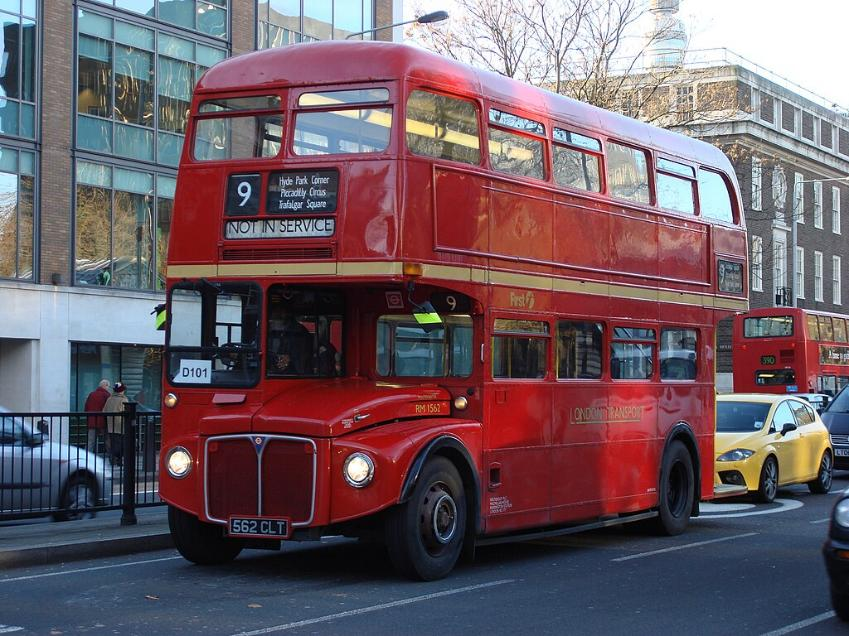 9
Hyde Park Corner
Piccadilly Circus
Trafalgar Square
NOT IN SERVICE
First
9
D101
RM 1562
LONDON TRANSPORT
562 CLT
9
390